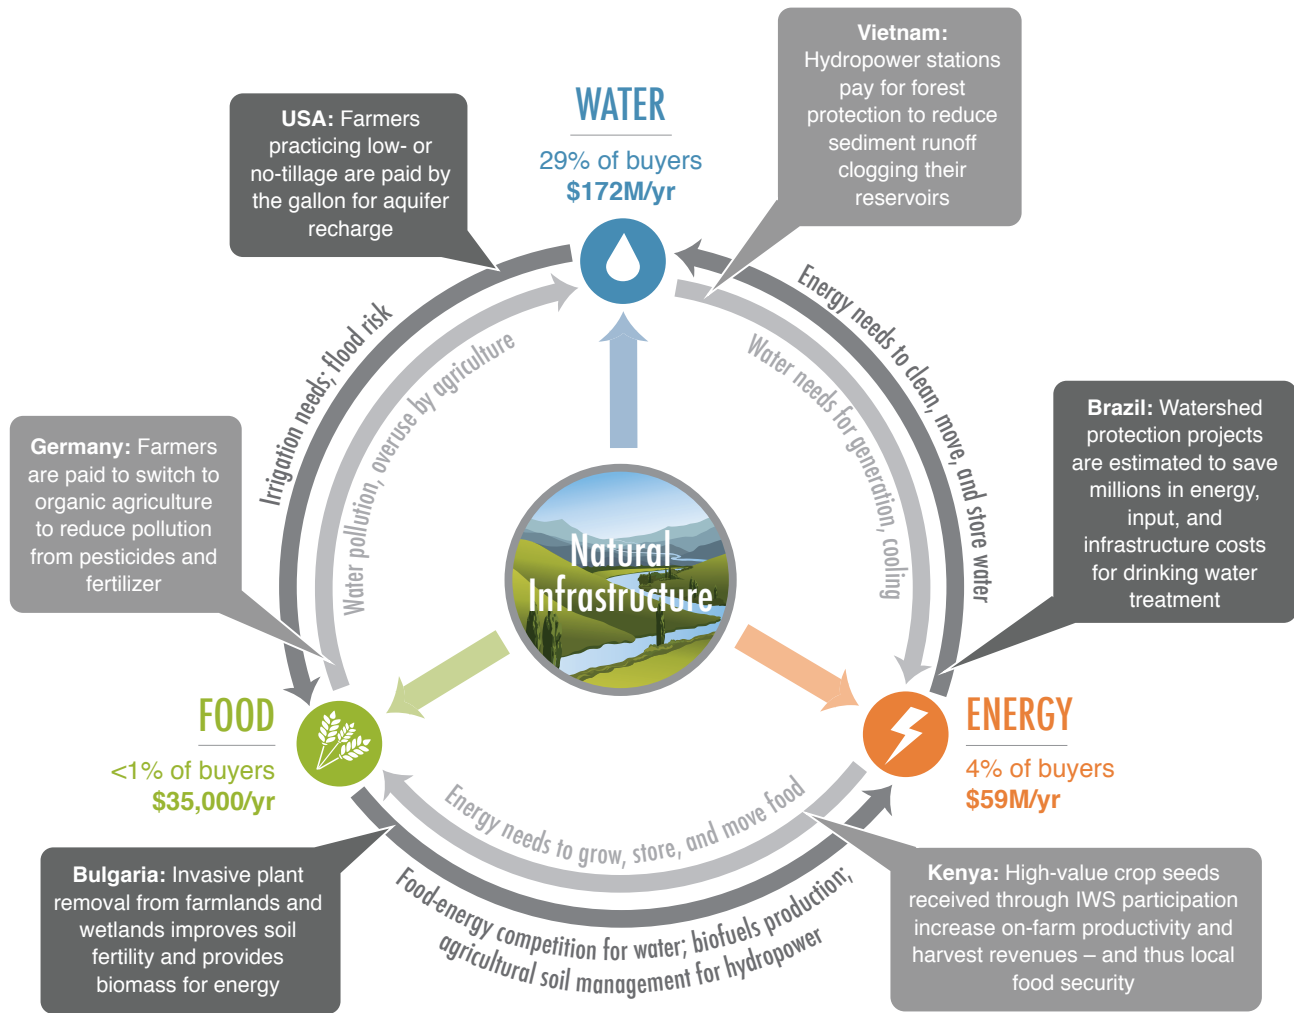 Vietnam:
Hydropower stations
pay for forest
protection to reduce
sediment runoff
clogging their
reservoirs
WATER
29% of buyers
$172M/yr
USA: Farmers
practicing low- or
no-tillage are paid by
the gallon for aquifer
recharge
Irrigation needs; flood risk
Water pollution, overuse by agriculture
Water needs for generation, cooling
Energy needs to clean, move, and store water
Germany: Farmers
are paid to switch to
organic agriculture
to reduce pollution
from pesticides and
fertilizer
Natural
Infrastructure
Brazil: Watershed
protection projects
are estimated to save
millions in energy,
input, and
infrastructure costs
for drinking water
treatment
FOOD
<1% of buyers
$35,000/yr
ENERGY
4% of buyers
$59M/yr
Energy needs to grow, store, and move food
Food-energy competition for water; biofuels production;
agricultural soil management for hydropower
Bulgaria: Invasive plant
removal from farmlands and
wetlands improves soil
fertility and provides
biomass for energy
Kenya: High-value crop seeds
received through IWS participation
increase on-farm productivity and
harvest revenues – and thus local
food security